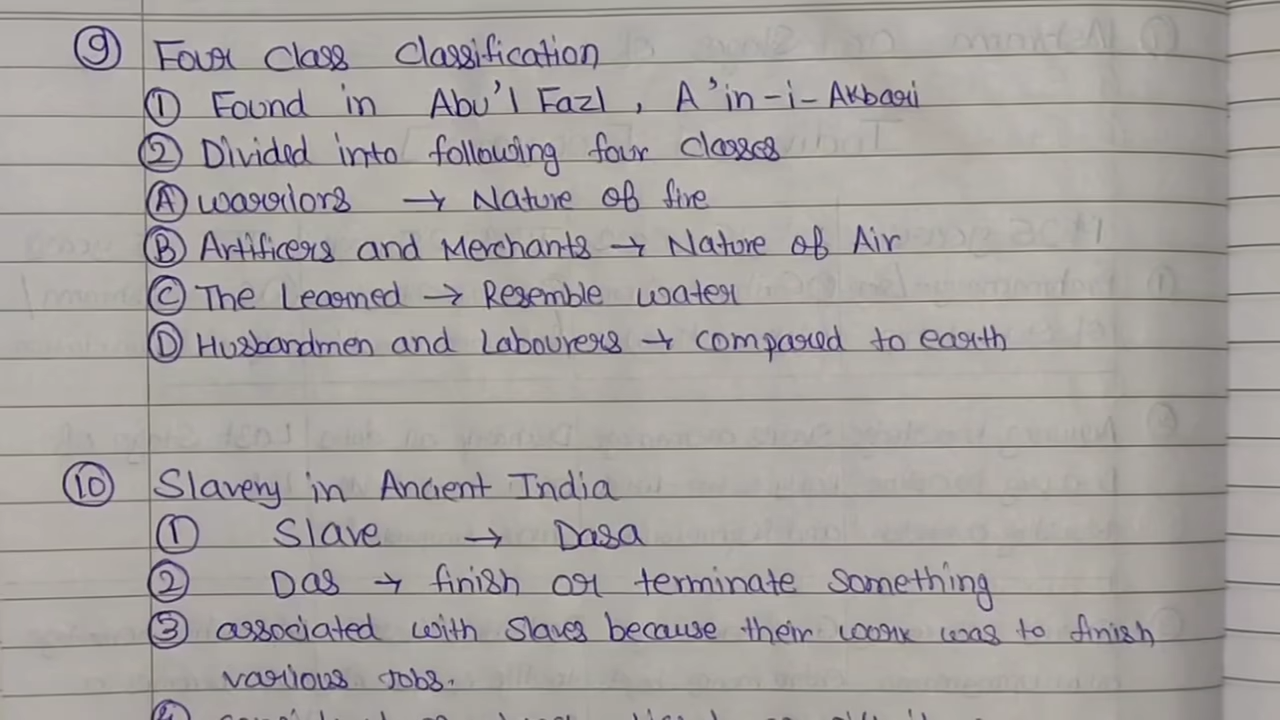 9 Four Class Classification
1 Found in Abu'l Fazl, A'in-i-Akbari
2 Divided into following four classes
A warriors → Nature of fire
B Artificers and Merchants → Nature of Air
C The Learned → Resemble water
D Husbandmen and Labourers → compared to earth
10 Slavery in Ancient India
1 Slave → Dasa
2 Das → finish or terminate something
3 associated with slaves because their work was to finish
various jobs.
4